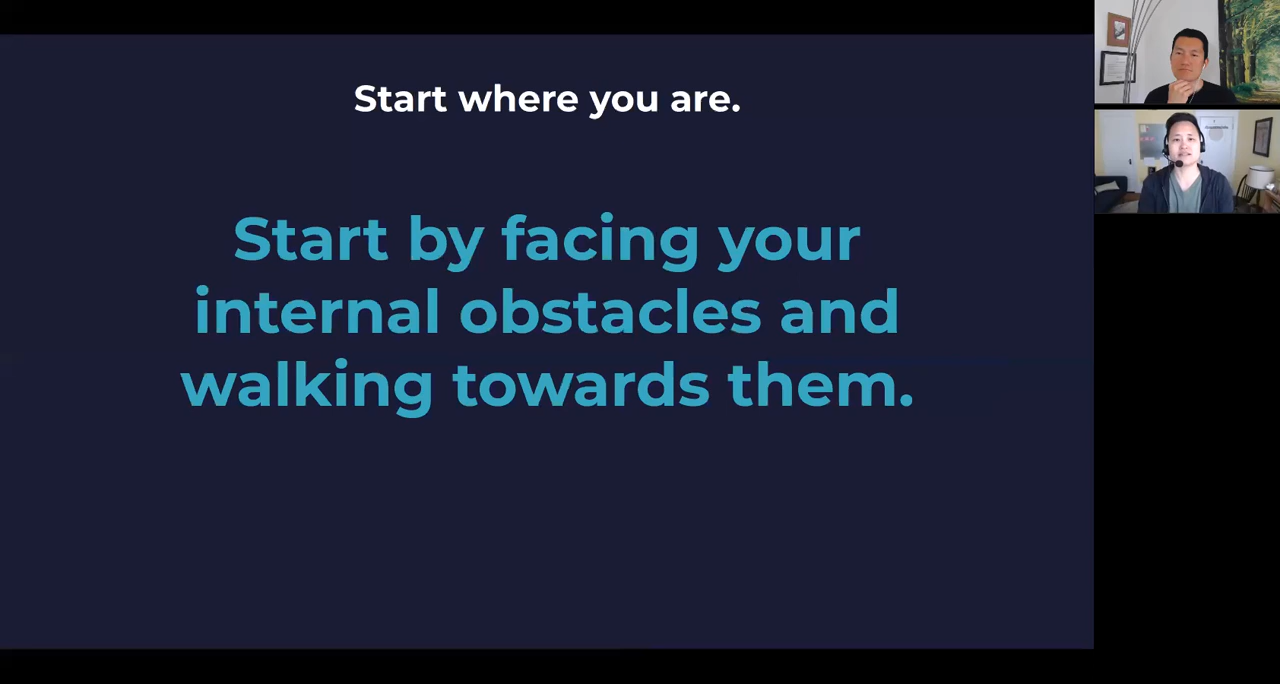 Start where you are.
Start by facing your
internal obstacles and
walking towards them.